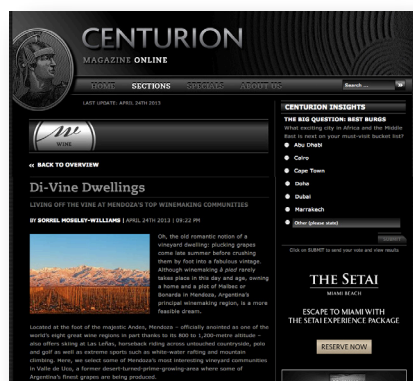 CENTURION
MAGAZINE ONLINE
HOME SECTIONS SPECIALS ABOUT US
Search ...
LAST UPDATE: APRIL 24TH 2013
WINE
« BACK TO OVERVIEW
Di-Vine Dwellings
LIVING OFF THE VINE AT MENDOZA'S TOP WINEMAKING COMMUNITIES
BY SORREL MOSELEY-WILLIAMS | APRIL 24TH 2013 | 09:22 PM
Oh, the old romantic notion of a
vineyard dwelling: plucking grapes
come late summer before crushing
them by foot into a fabulous vintage.
Although winemaking à pied rarely
takes place in this day and age, owning
a home and a plot of Malbec or
Bonarda in Mendoza, Argentina's
principal winemaking region, is a more
feasible dream.
Located at the foot of the majestic Andes, Mendoza – officially anointed as one of the
world's eight great wine regions in part thanks to its 800 to 1,200-metre altitude –
also offers skiing at Las Leñas, horseback riding across untouched countryside, polo
and golf as well as extreme sports such as white-water rafting and mountain
climbing. Here, we select some of Mendoza's most interesting vineyard communities
in Valle de Uco, a former desert-turned-prime-growing-area where some of
Argentina's finest grapes are being produced.
CENTURION INSIGHTS
THE BIG QUESTION: BEST BURGS
What exciting city in Africa and the Middle
East is next on your must-visit bucket list?
Abu Dhabi
Cairo
Cape Town
Doha
Dubai
Marrakech
Other (please state)
SUBMIT
Click on SUBMIT to send your vote and view results
THE SETAI
MIAMI BEACH
ESCAPE TO MIAMI WITH
THE SETAI EXPERIENCE PACKAGE
RESERVE NOW